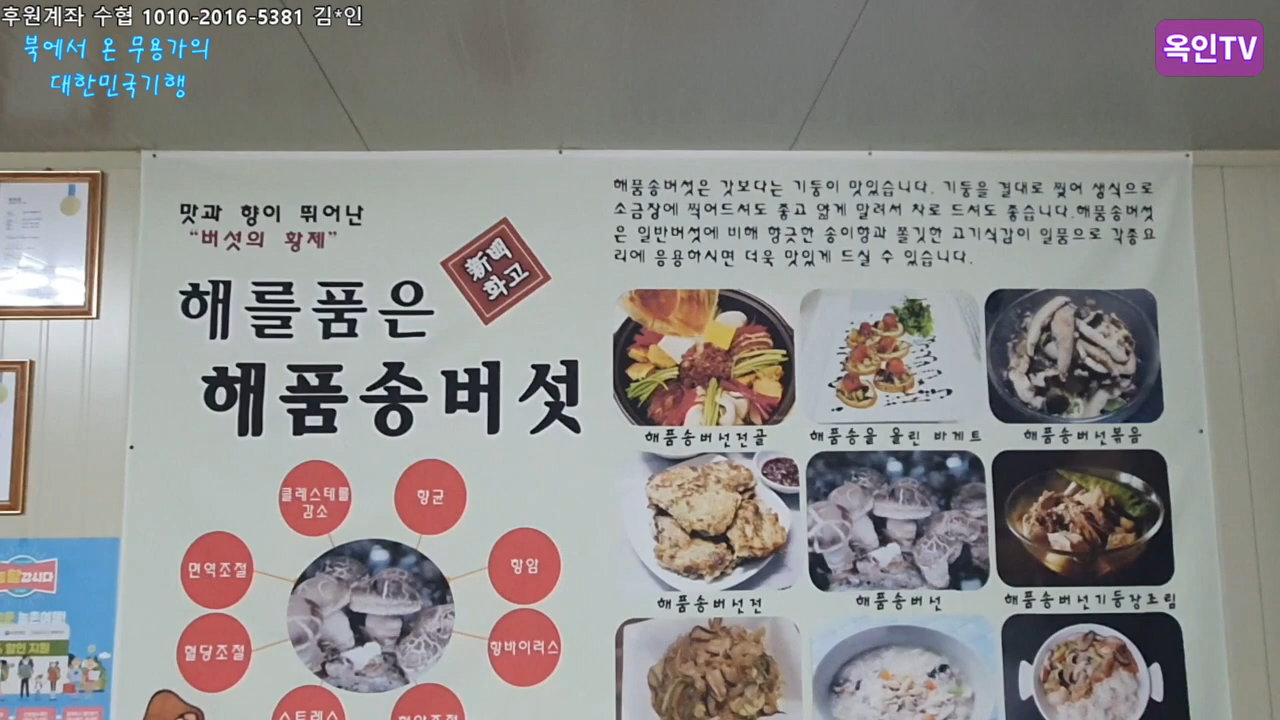 후원계좌 수협 1010-2016-5381 김*인
북에서 온 무용가의
대한민국기행
옥인TV
맛과 향이 뛰어난
"버섯의 황제"
新백
화고
해를품은
해품송버섯
해품송버섯은 갓보다는 기둥이 맛있습니다. 기둥을 결대로 찢어 생식으로
소금장에 찍어드셔도 좋고 얇게 말려서 차로 드셔도 좋습니다.해품송버섯
은 일반버섯에 비해 향긋한 송이향과 쫄깃한 고기식감이 일품으로 각종요
리에 응용하시면 더욱 맛있게 드실 수 있습니다.
해품송버섯전골
해품송을 올린 바게트
해품송버섯볶음
해품송버섯전
해품송버섯
해품송버섯기둥장조림
클레스테롤
감소
항균
면역조절
항암
혈당조절
항바이러스
스트레스